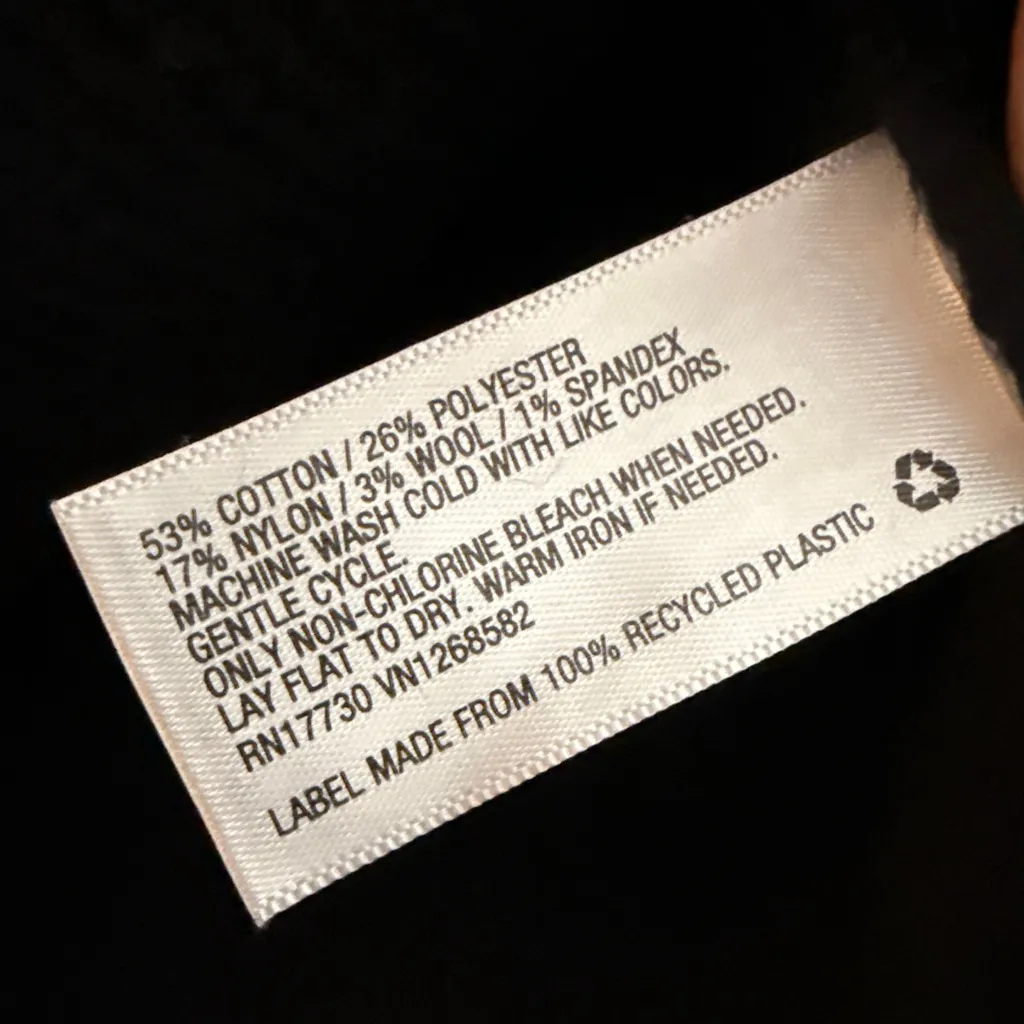 53% COTTON / 26% POLYESTER
17% NYLON / 3% WOOL / 1% SPANDEX
MACHINE WASH COLD WITH LIKE COLORS.
GENTLE CYCLE.
ONLY NON-CHLORINE BLEACH WHEN NEEDED.
LAY FLAT TO DRY. WARM IRON IF NEEDED.
RN17730 VN1268582
LABEL MADE FROM 100% RECYCLED PLASTIC